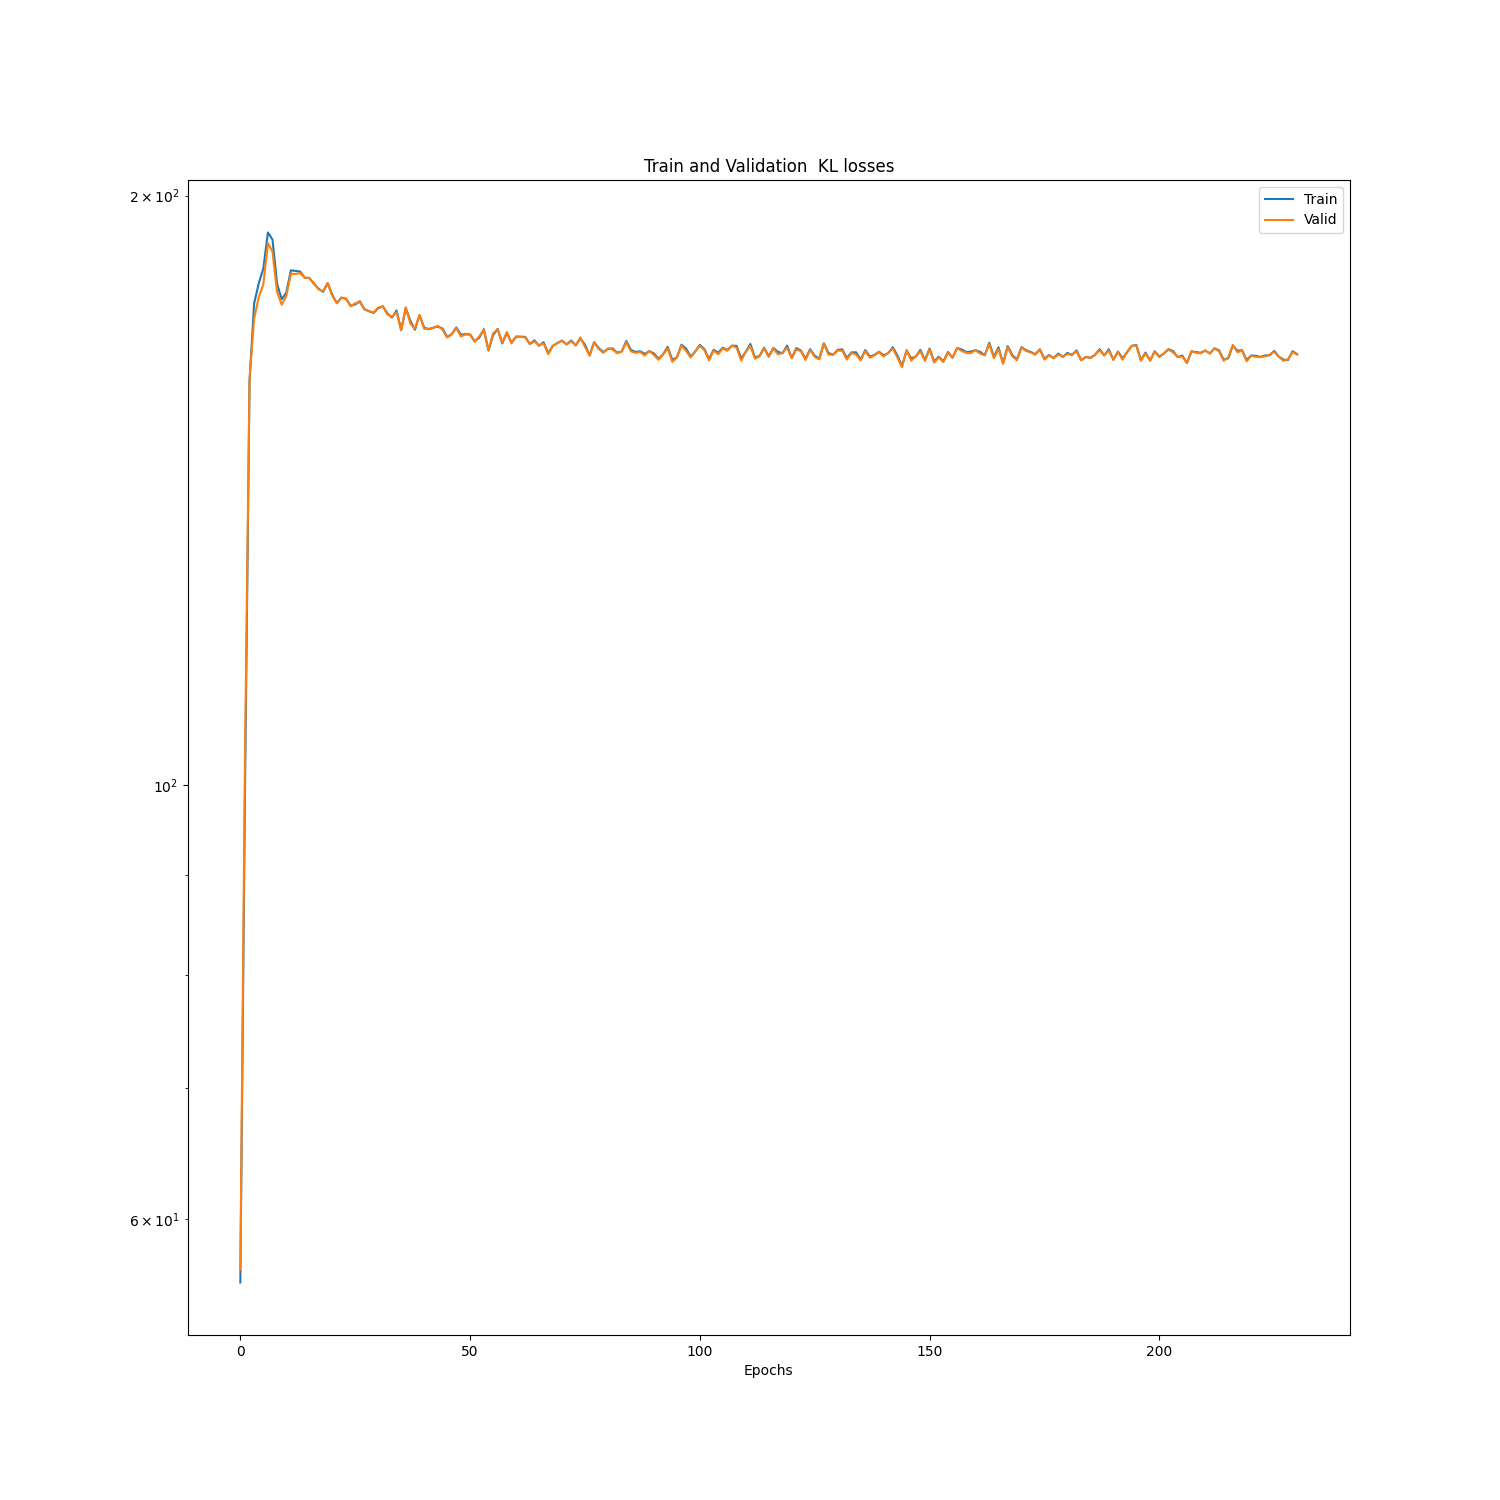 Train and Validation  KL losses
Train
Valid
2 × 10²
10²
6 × 10¹
0 50 100 150 200
Epochs